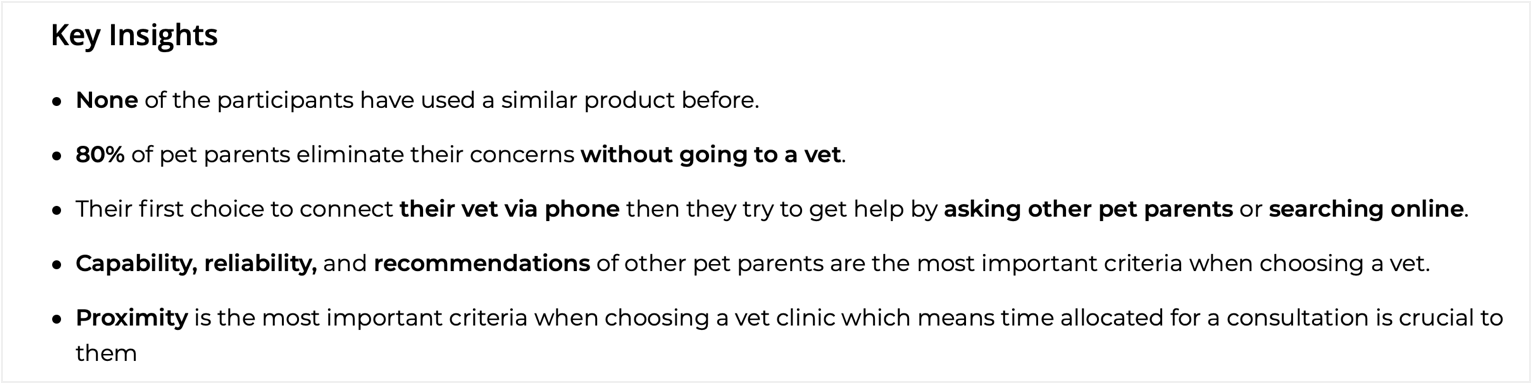 Key Insights
• None of the participants have used a similar product before.
• 80% of pet parents eliminate their concerns without going to a vet.
• Their first choice to connect their vet via phone then they try to get help by asking other pet parents or searching online.
• Capability, reliability, and recommendations of other pet parents are the most important criteria when choosing a vet.
• Proximity is the most important criteria when choosing a vet clinic which means time allocated for a consultation is crucial to
them